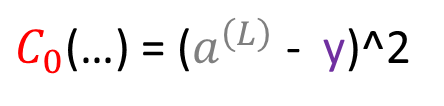 C₀(...) = (a⁽ᴸ⁾ - y)^2